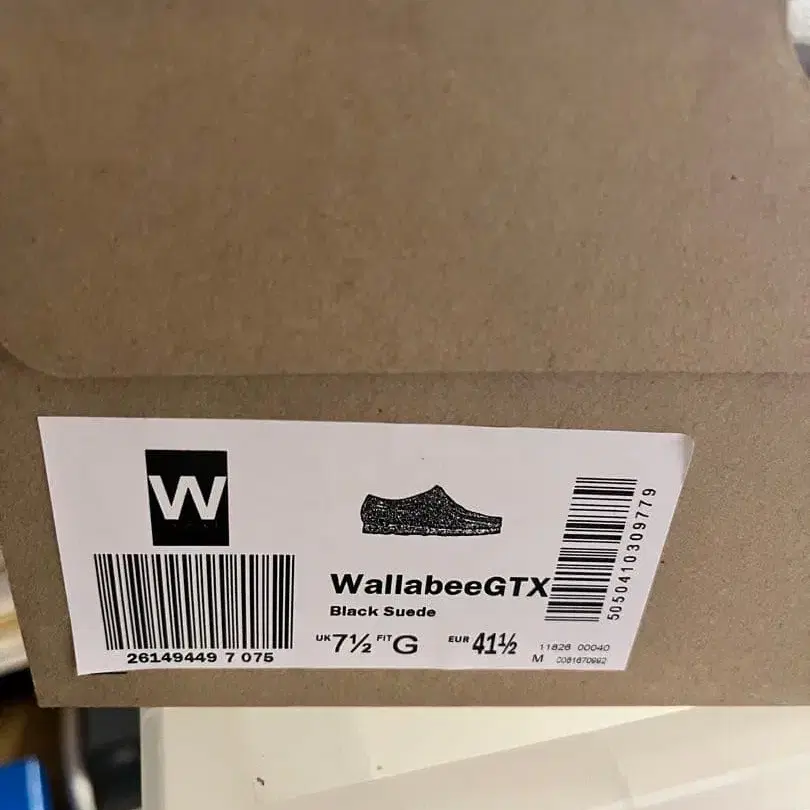 W
26149449 7 075
WallabeeGTX
Black Suede
UK 7½ FIT G EUR 41½
11826 00040
M
5050410309779